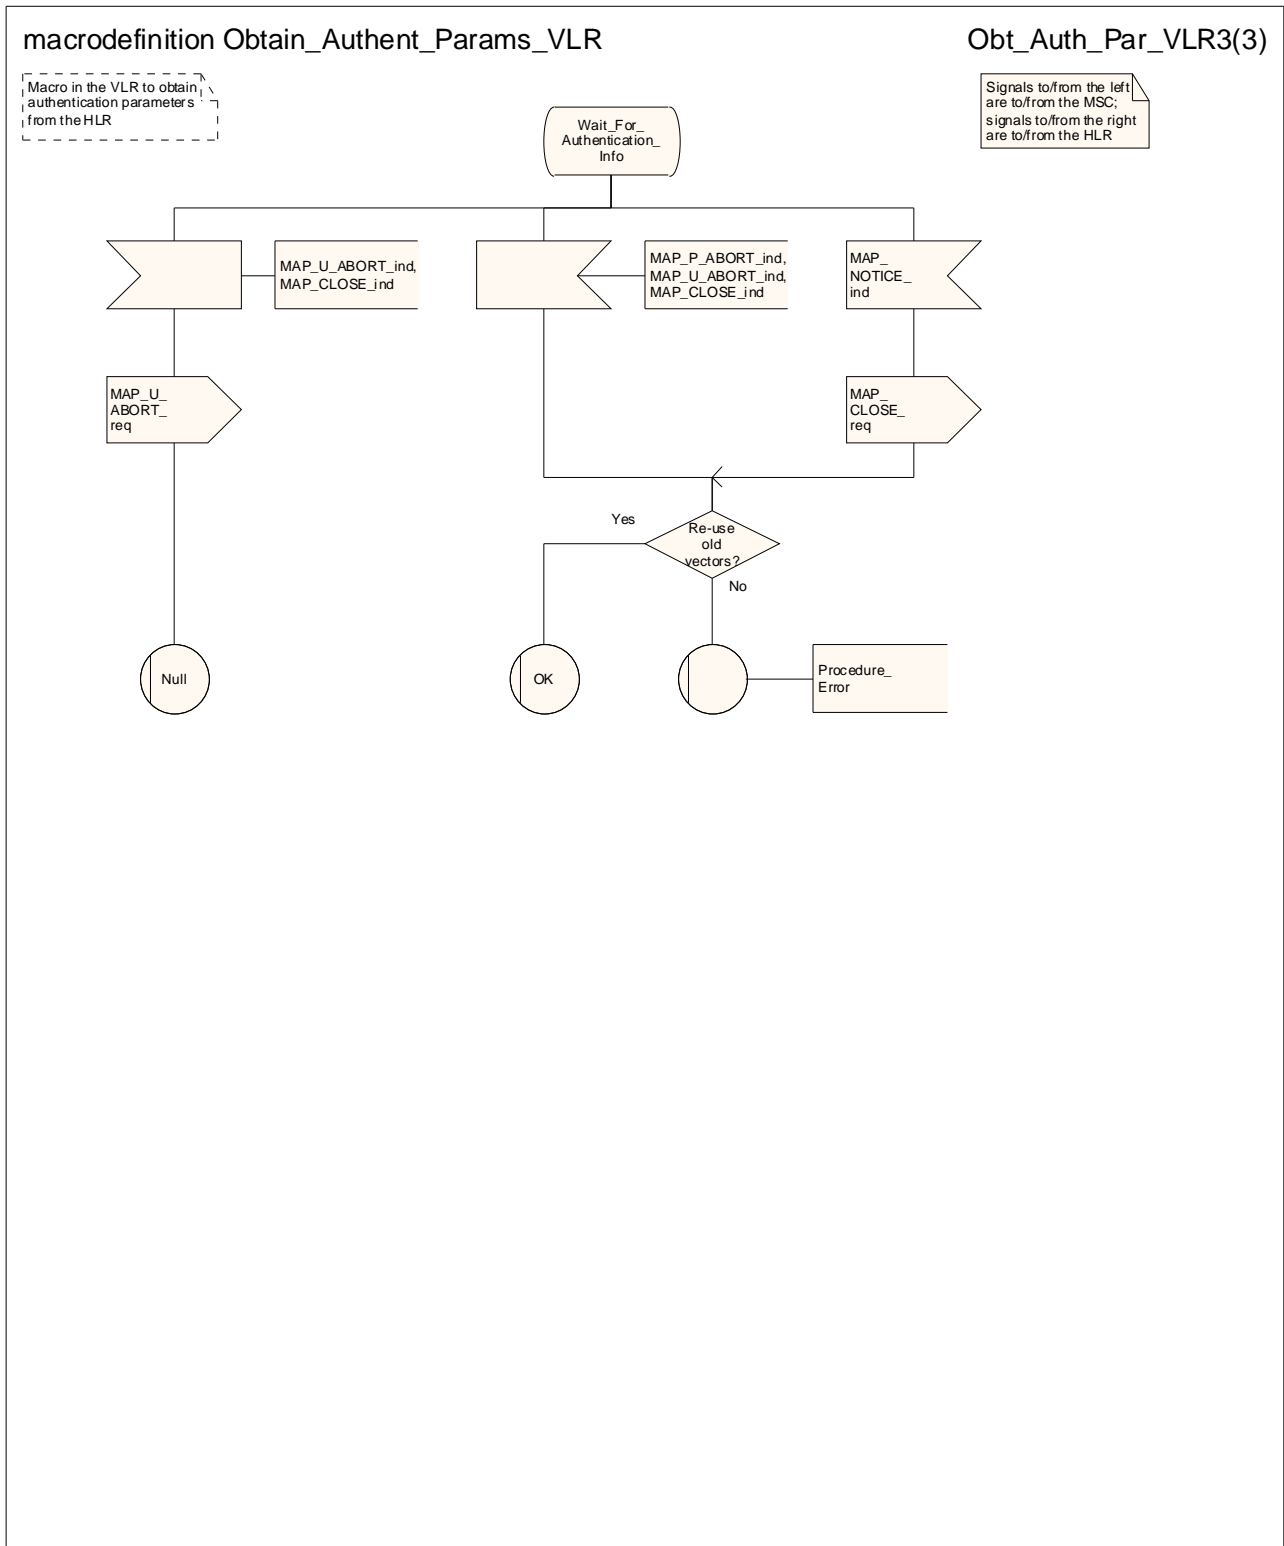 macrodefinition Obtain_Authent_Params_VLR
Obt_Auth_Par_VLR3(3)
Macro in the VLR to obtain
authentication parameters
from the HLR
Signals to/from the left
are to/from the MSC;
signals to/from the right
are to/from the HLR
Wait_For_
Authentication_
Info
MAP_U_ABORT_ind,
MAP_CLOSE_ind
MAP_P_ABORT_ind,
MAP_U_ABORT_ind,
MAP_CLOSE_ind
MAP_
NOTICE_
ind
MAP_U_
ABORT_
req
MAP_
CLOSE_
req
Yes
Re-use
old
vectors?
No
Null
OK
Procedure_
Error